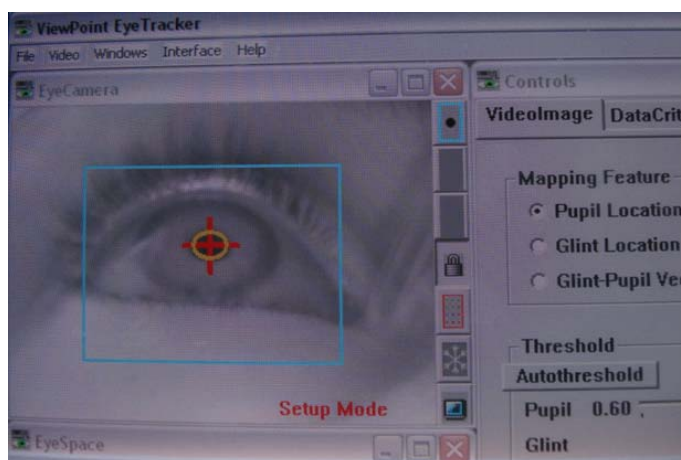 ViewPoint EyeTracker
File Video Windows Interface Help
EyeCamera
Setup Mode
EyeSpace
Controls
VideoImage DataCrit
Mapping Feature
Pupil Location
Glint Location
Glint-Pupil Ve
Threshold
Autothreshold
Pupil 0.60
Glint